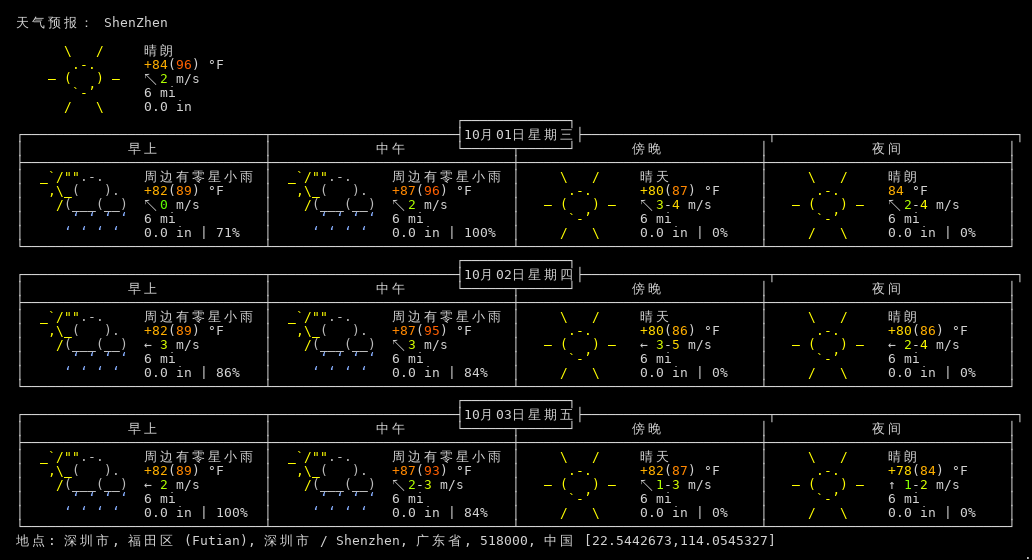 天气预报： ShenZhen
晴朗
+84(96) °F
↖2 m/s
6 mi
0.0 in
10月01日星期三
早上 中午 傍晚 夜间
周边有零星小雨 周边有零星小雨 晴天 晴朗
+82(89) °F +87(96) °F +80(87) °F 84 °F
↖0 m/s ↖2 m/s ↖3-4 m/s ↖2-4 m/s
6 mi 6 mi 6 mi 6 mi
0.0 in | 71% 0.0 in | 100% 0.0 in | 0% 0.0 in | 0%
10月02日星期四
早上 中午 傍晚 夜间
周边有零星小雨 周边有零星小雨 晴天 晴朗
+82(89) °F +87(95) °F +80(86) °F +80(86) °F
← 3 m/s ↖3 m/s ← 3-5 m/s ← 2-4 m/s
6 mi 6 mi 6 mi 6 mi
0.0 in | 86% 0.0 in | 84% 0.0 in | 0% 0.0 in | 0%
10月03日星期五
早上 中午 傍晚 夜间
周边有零星小雨 周边有零星小雨 晴天 晴朗
+82(89) °F +87(93) °F +82(87) °F +78(84) °F
← 2 m/s ↖2-3 m/s ↖1-3 m/s ↑ 1-2 m/s
6 mi 6 mi 6 mi 6 mi
0.0 in | 100% 0.0 in | 84% 0.0 in | 0% 0.0 in | 0%
地点: 深圳市, 福田区 (Futian), 深圳市 / Shenzhen, 广东省, 518000, 中国 [22.5442673,114.0545327]